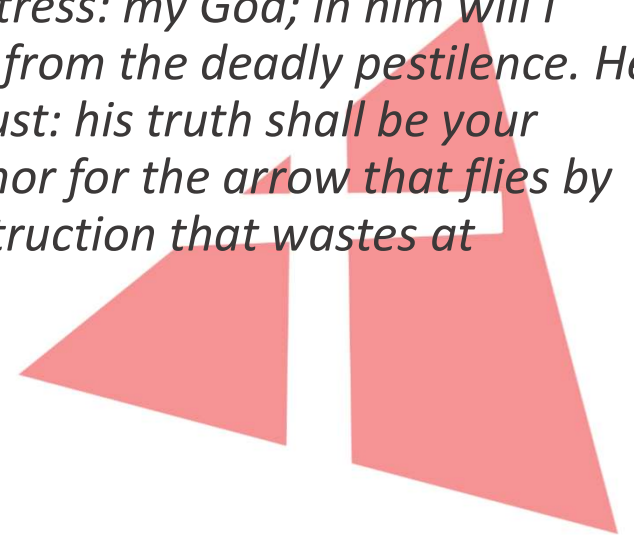 tress: my God; in him will I
from the deadly pestilence. He
ust: his truth shall be your
nor for the arrow that flies by
truction that wastes at